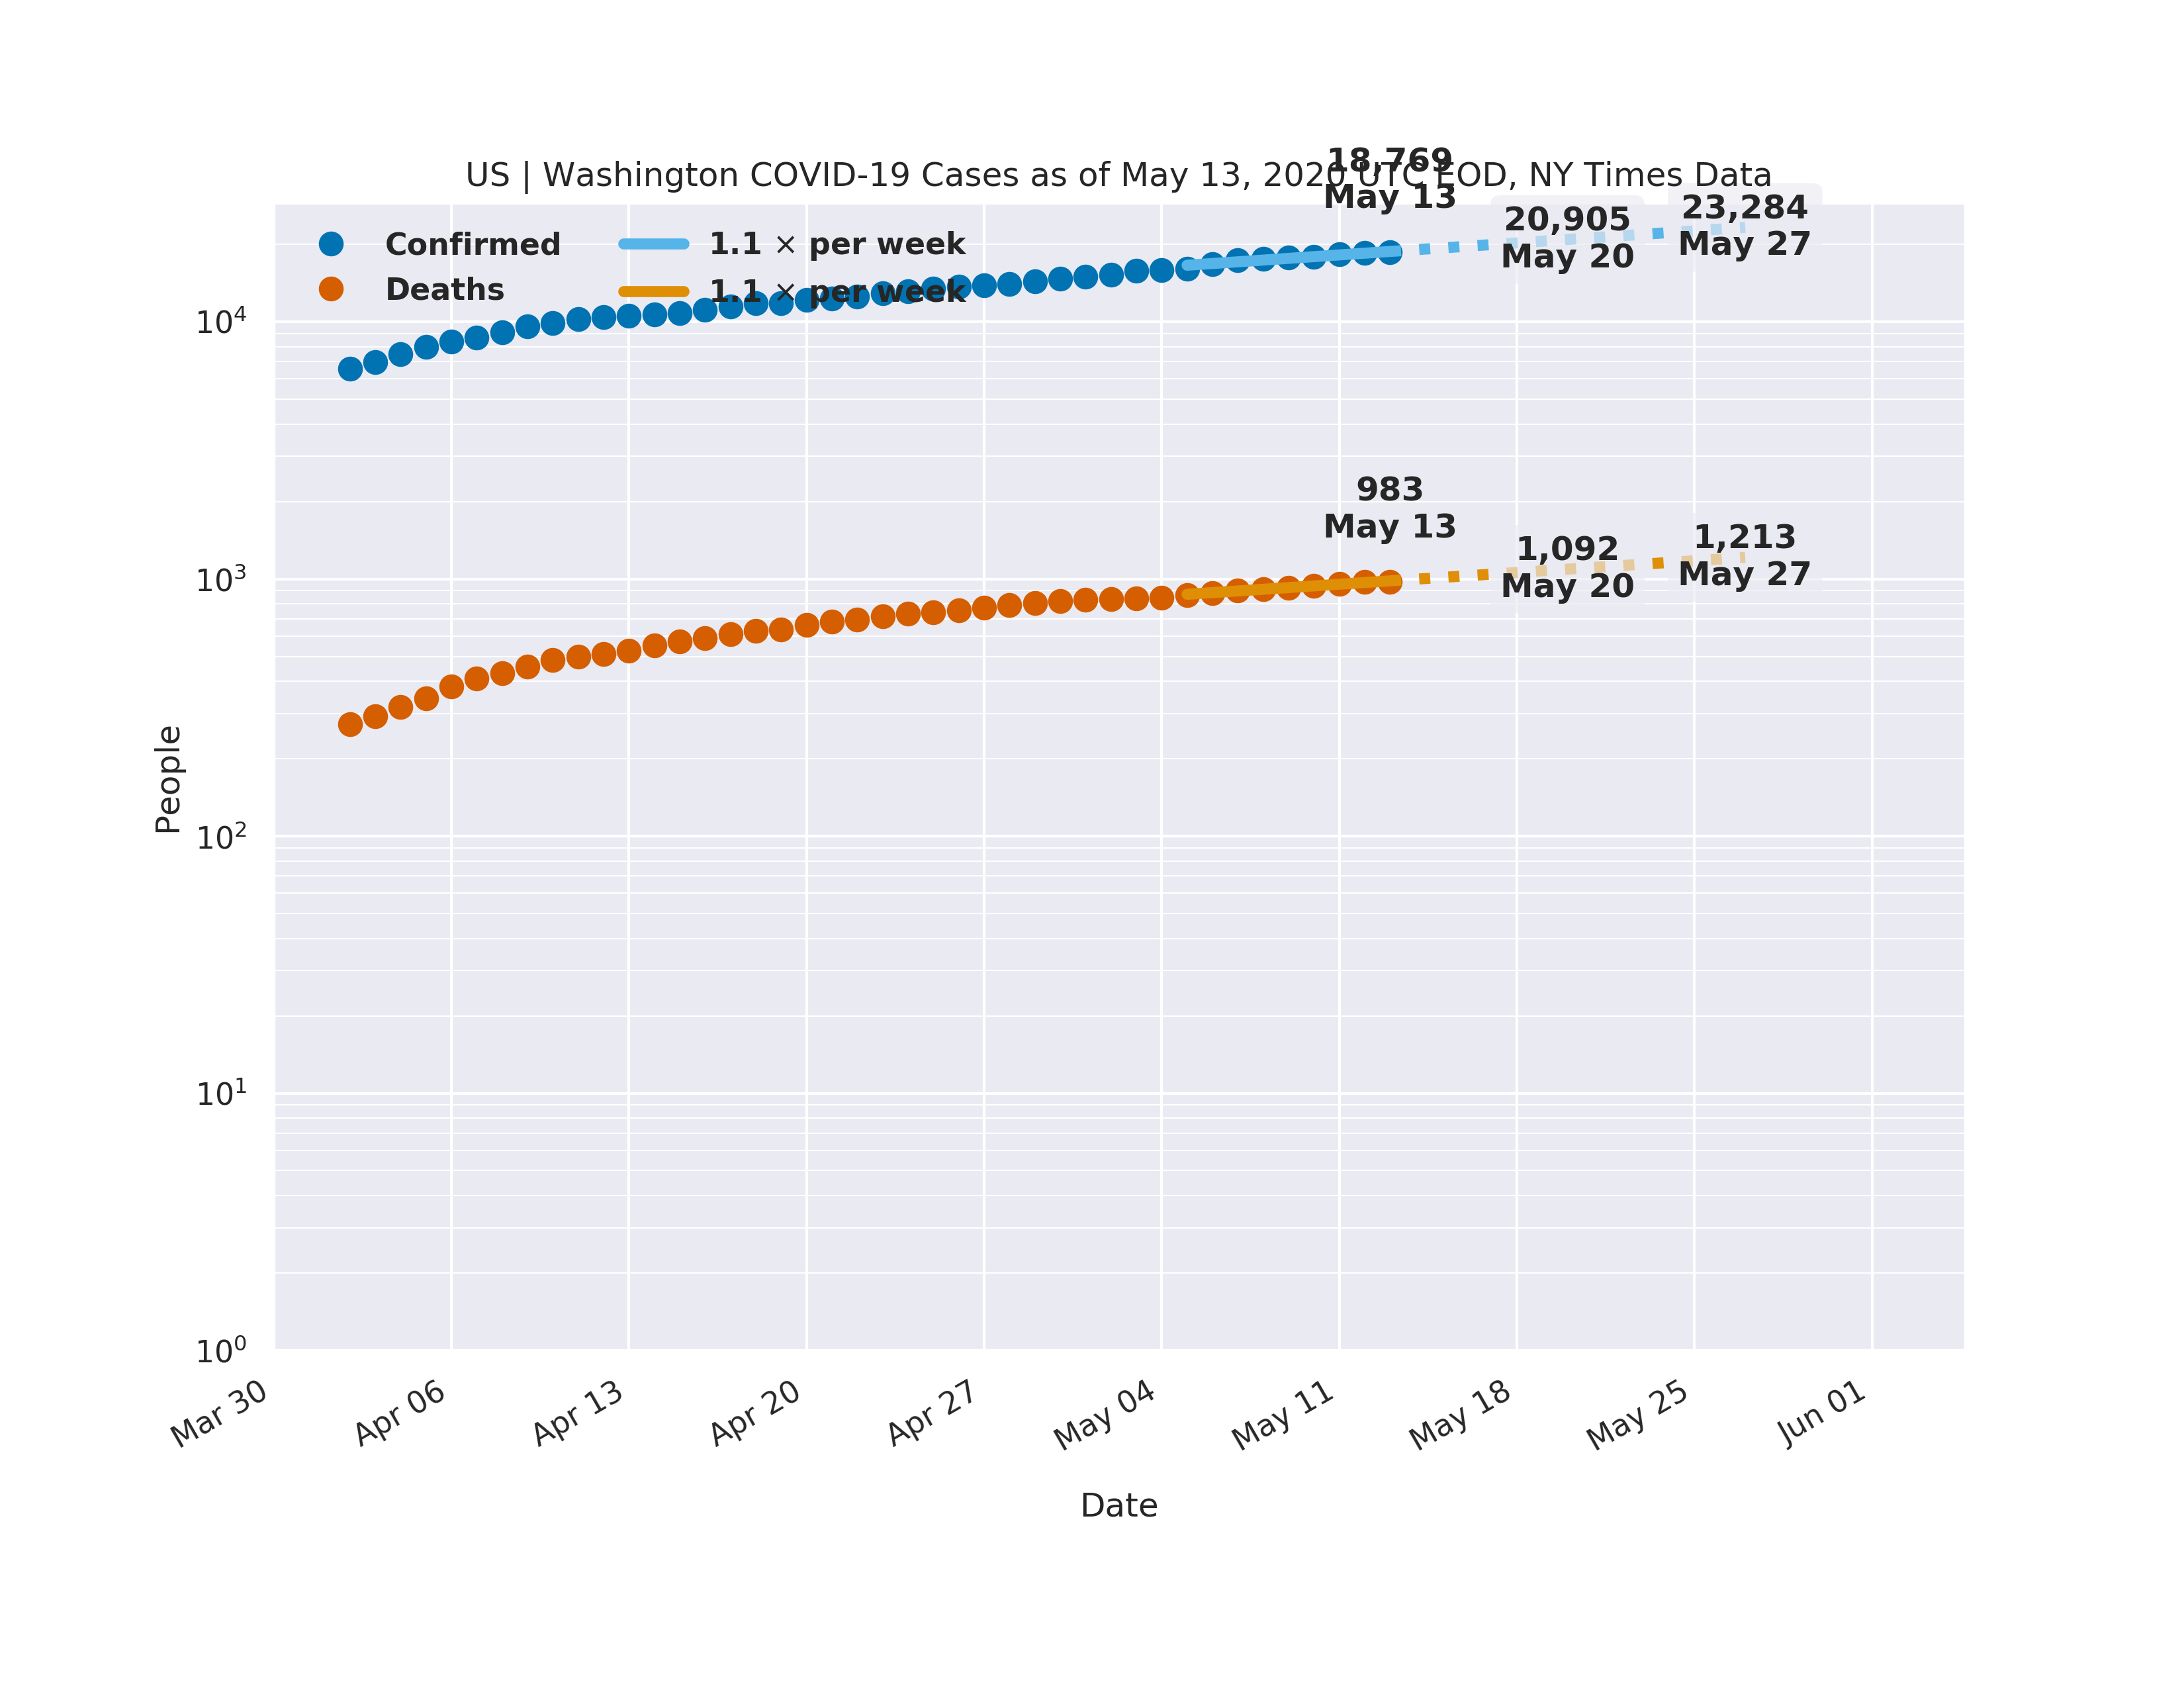 US | Washington COVID-19 Cases as of May 13, 2020 UTC EOD, NY Times Data
18,769
May 13
20,905
May 20
23,284
May 27
Confirmed
Deaths
1.1 × per week
1.1 × per week
983
May 13
1,092
May 20
1,213
May 27
People
10⁴
10³
10²
10¹
10⁰
Mar 30
Apr 06
Apr 13
Apr 20
Apr 27
May 04
May 11
May 18
May 25
Jun 01
Date